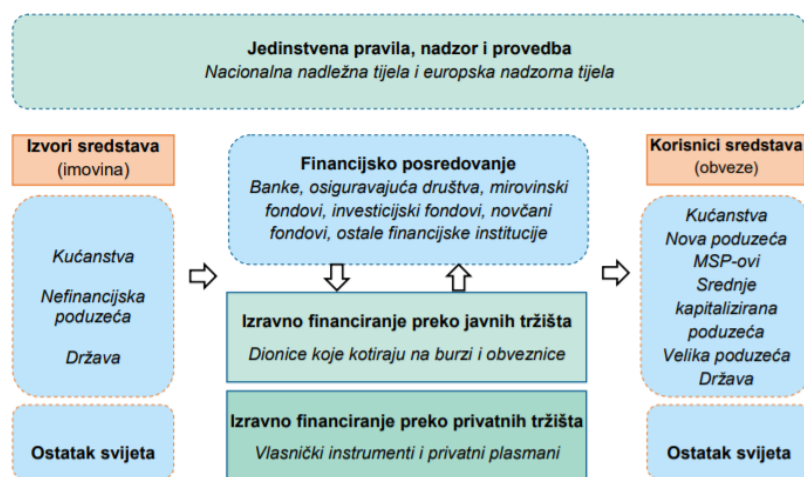 Jedinstvena pravila, nadzor i provedba
Nacionalna nadležna tijela i europska nadzorna tijela
Izvori sredstava
(imovina)
Kućanstva
Nefinancijska
poduzeća
Država
Ostatak svijeta
Financijsko posredovanje
Banke, osiguravajuća društva, mirovinski
fondovi, investicijski fondovi, novčani
fondovi, ostale financijske institucije
Izravno financiranje preko javnih tržišta
Dionice koje kotiraju na burzi i obveznice
Izravno financiranje preko privatnih tržišta
Vlasnički instrumenti i privatni plasmani
Korisnici sredstava
(obveze)
Kućanstva
Nova poduzeća
MSP-ovi
Srednje
kapitalizirana
poduzeća
Velika poduzeća
Država
Ostatak svijeta